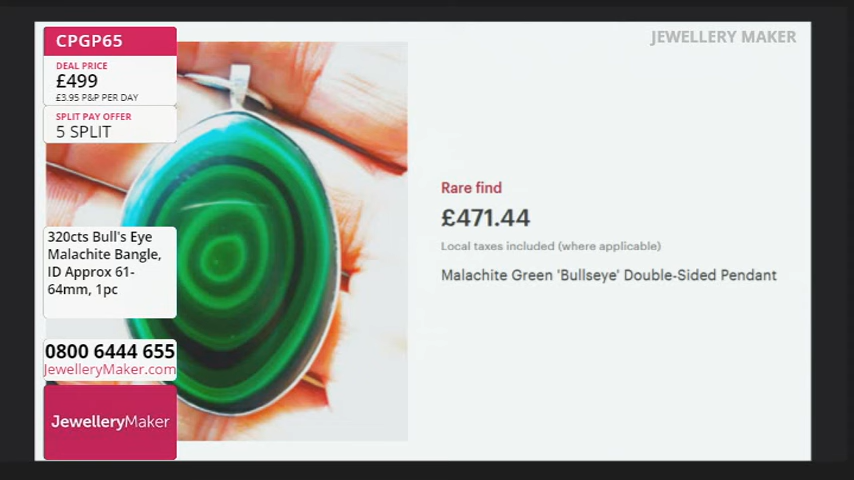 JEWELLERY MAKER
CPGP65
DEAL PRICE
£499
£3.95 P&P PER DAY
SPLIT PAY OFFER
5 SPLIT
320cts Bull's Eye
Malachite Bangle,
ID Approx 61-
64mm, 1pc
0800 6444 655
JewelleryMaker.com
JewelleryMaker
Rare find
£471.44
Local taxes included (where applicable)
Malachite Green 'Bullseye' Double-Sided Pendant